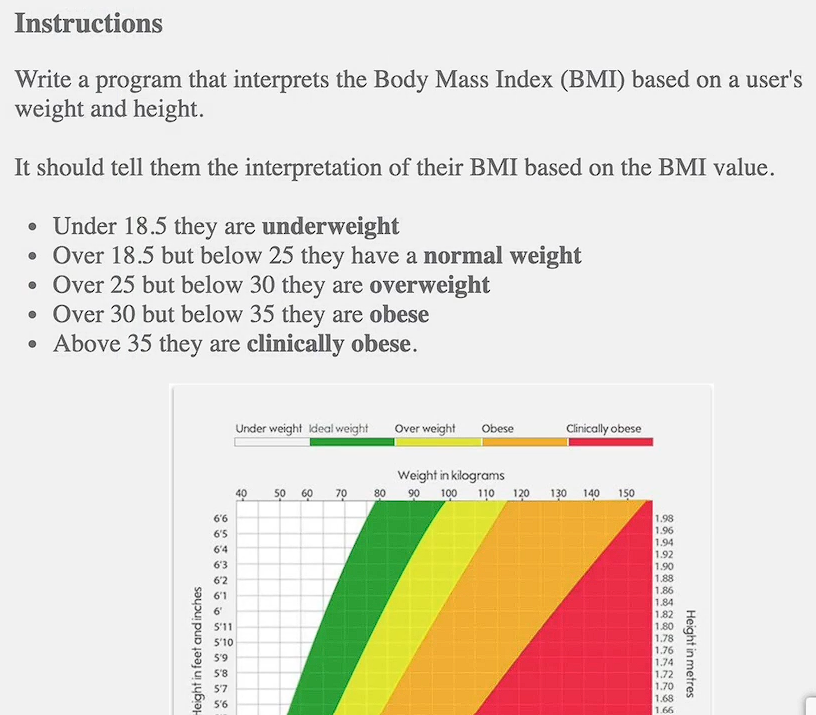 Instructions
Write a program that interprets the Body Mass Index (BMI) based on a user's
weight and height.
It should tell them the interpretation of their BMI based on the BMI value.
• Under 18.5 they are underweight
• Over 18.5 but below 25 they have a normal weight
• Over 25 but below 30 they are overweight
• Over 30 but below 35 they are obese
• Above 35 they are clinically obese.
Under weight Ideal weight Over weight Obese Clinically obese
Weight in kilograms
40 50 60 70 80 90 100 110 120 130 140 150
6'6 1.98
6'5 1.96
6'4 1.94
6'3 1.92
6'2 1.90
6'1 1.88
6' 1.86
5'11 1.84
5'10 1.82
5'9 1.80
5'8 1.78
5'7 1.76
5'6 1.74
1.72
1.70
1.68
1.66
Height in feet and inches
Height in metres